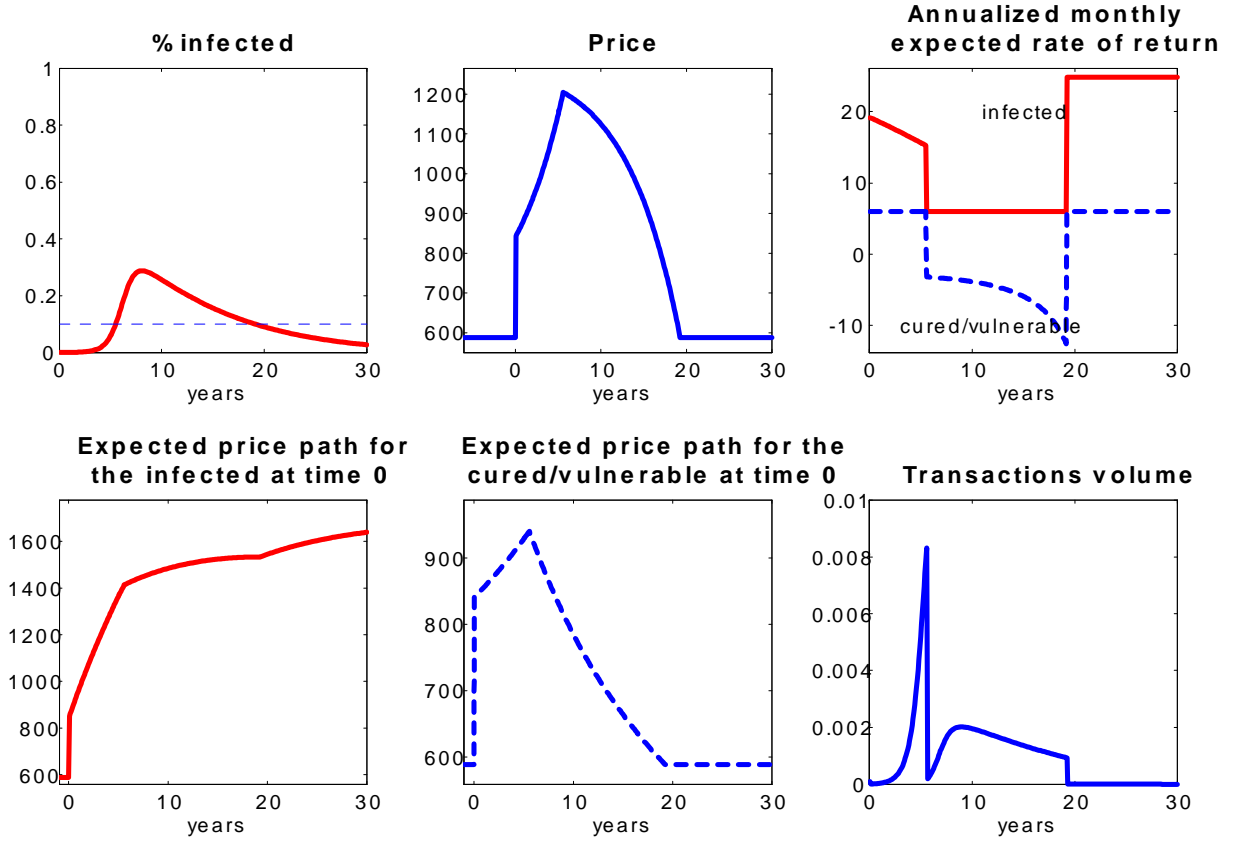 % infected
1
0.8
0.6
0.4
0.2
0
0 10 20 30
years
Price
1200
1100
1000
900
800
700
600
0 10 20 30
years
Annualized monthly
expected rate of return
20
10
0
-10
infected
cured/vulnerable
0 10 20 30
years
Expected price path for
the infected at time 0
1600
1400
1200
1000
800
600
0 10 20 30
years
Expected price path for the
cured/vulnerable at time 0
900
800
700
600
0 10 20 30
years
Transactions volume
0.01
0.008
0.006
0.004
0.002
0
0 10 20 30
years